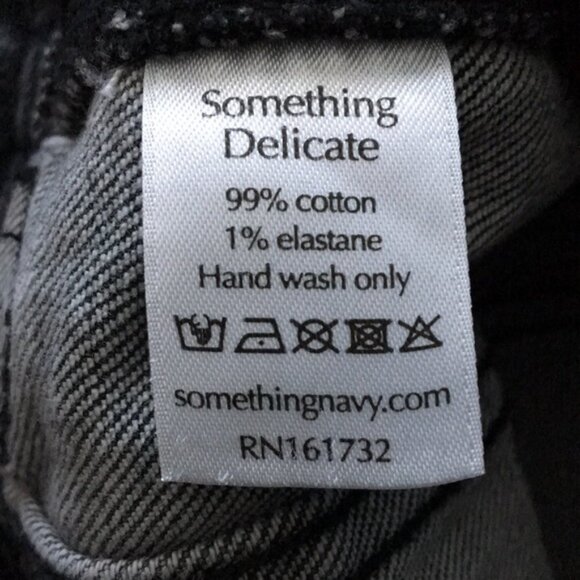 Something
Delicate
99% cotton
1% elastane
Hand wash only
somethingnavy.com
RN161732